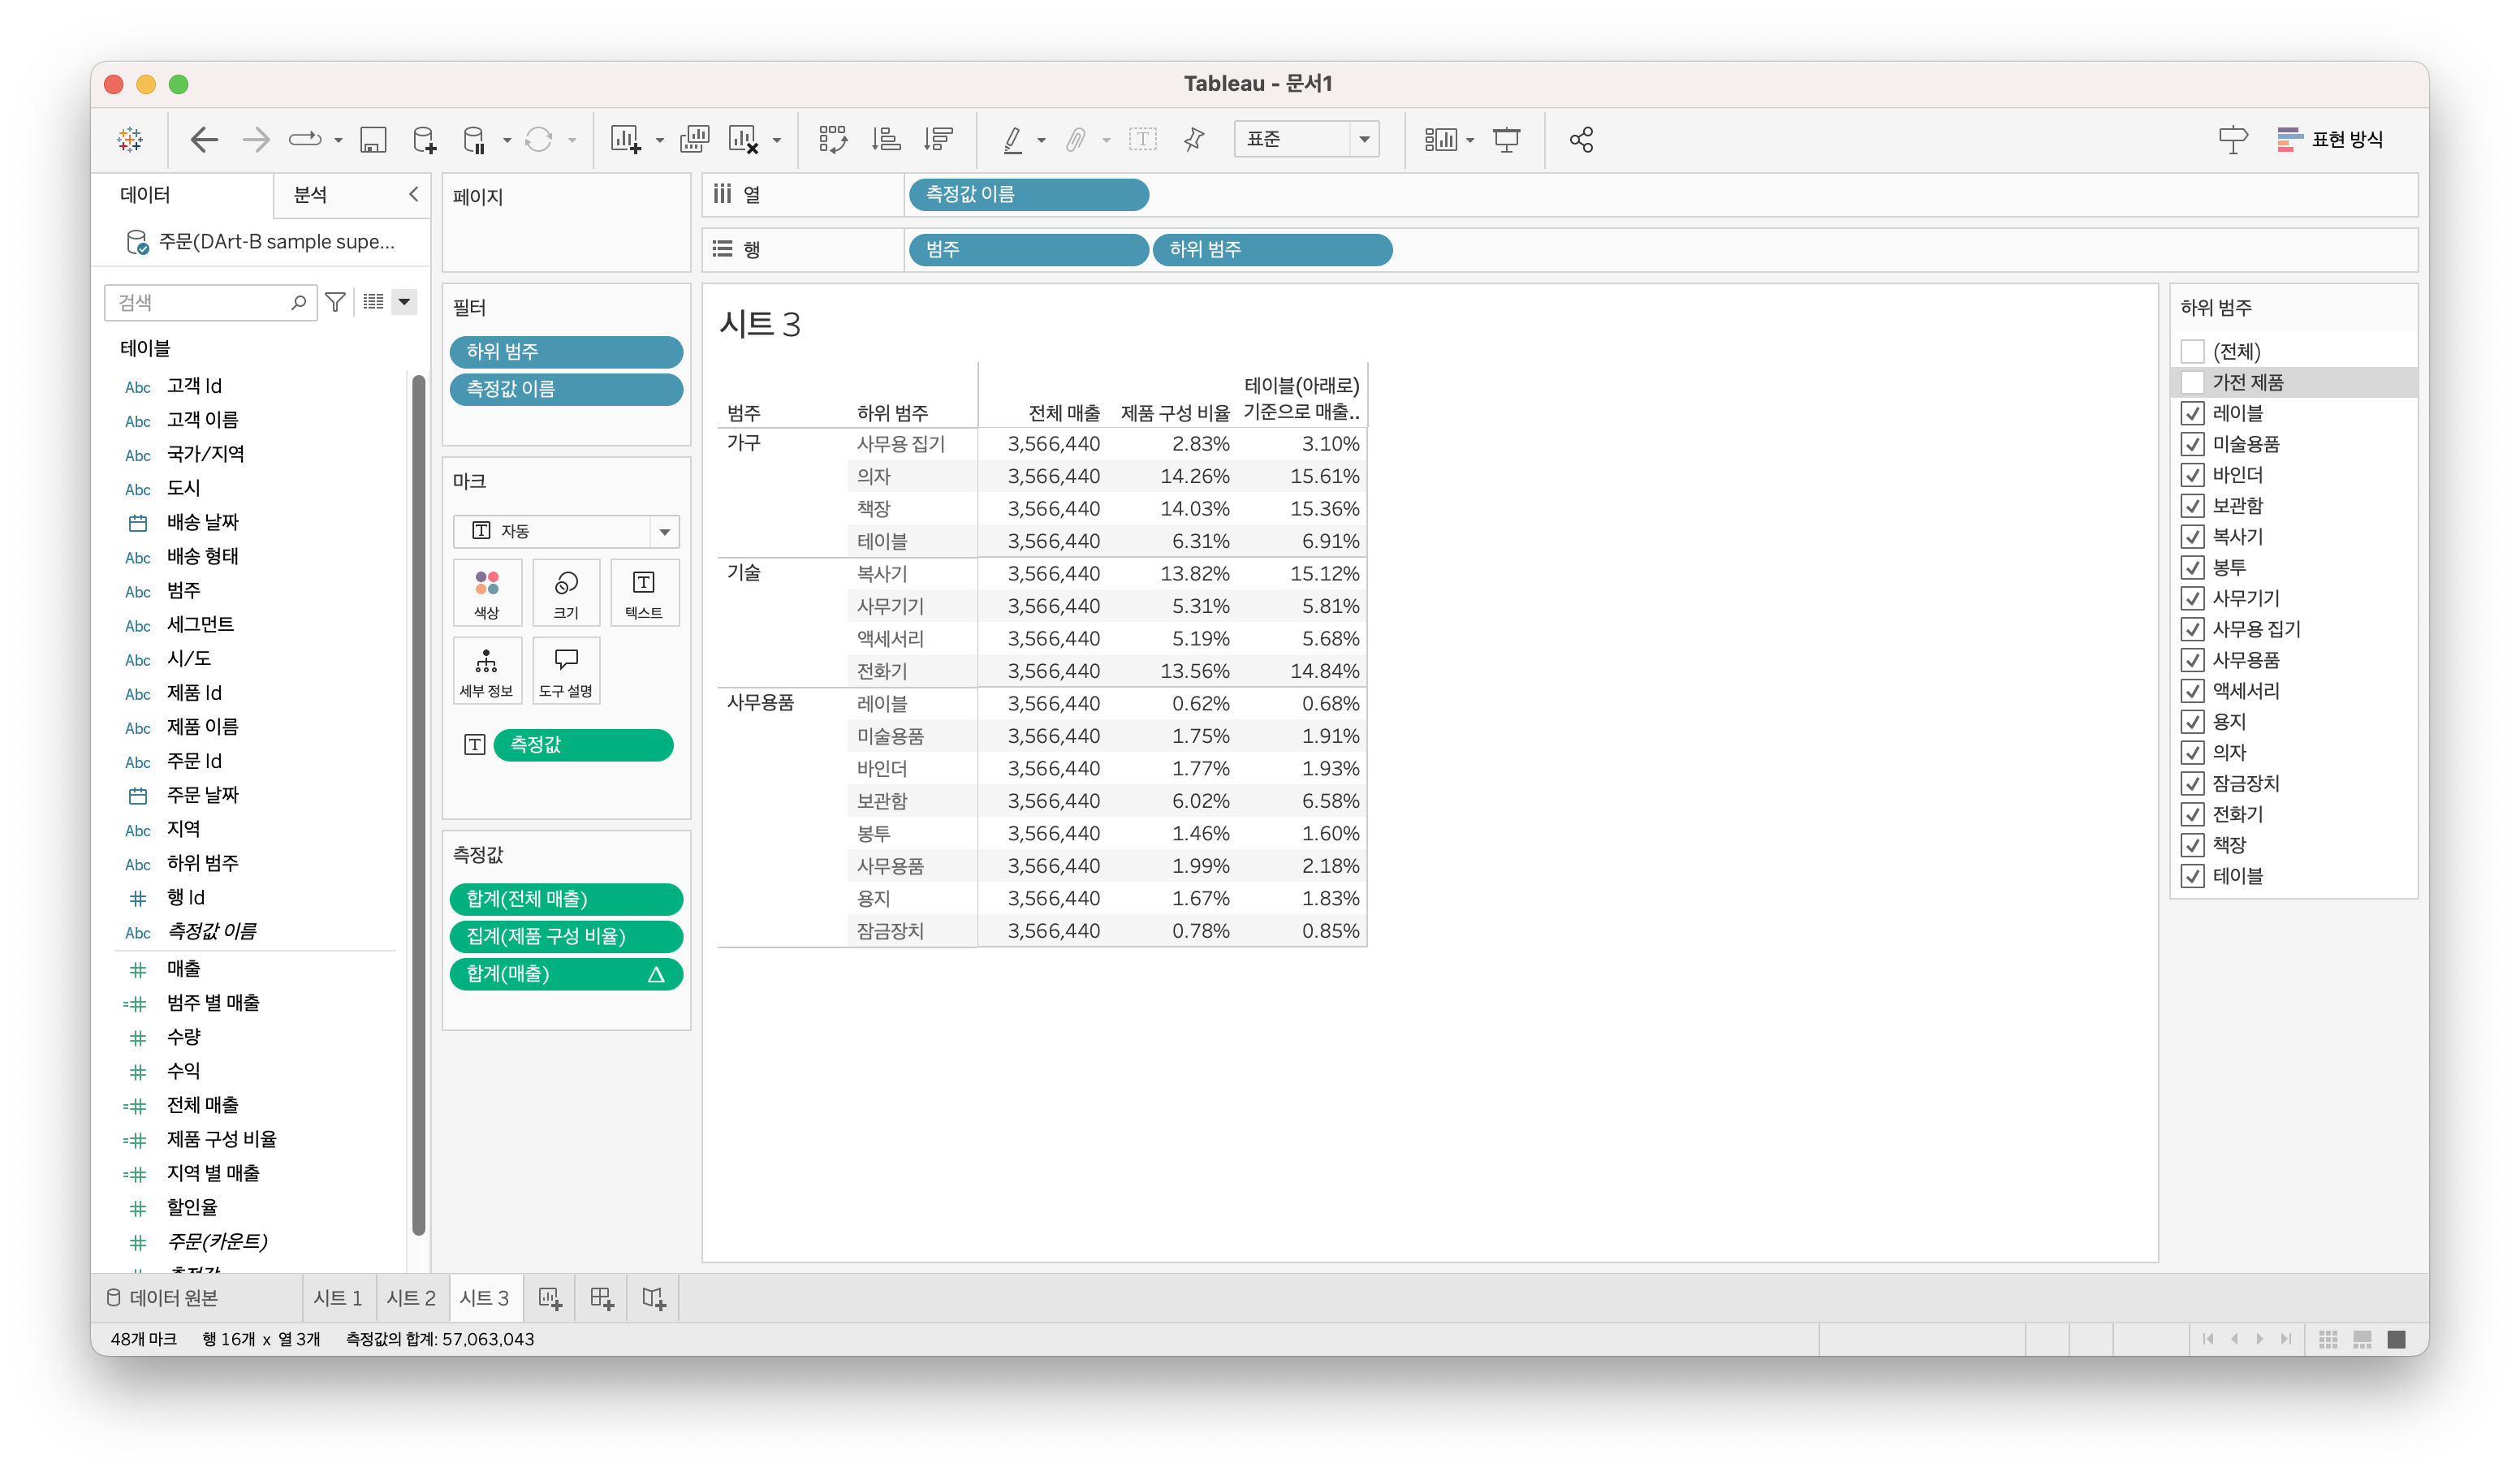 Tableau - 문서1
표준
표현 방식
데이터
분석
주문(DArt-B sample supe...
검색
테이블
Abc 고객 Id
Abc 고객 이름
Abc 국가/지역
Abc 도시
배송 날짜
Abc 배송 형태
Abc 범주
Abc 세그먼트
Abc 시/도
Abc 제품 Id
Abc 제품 이름
Abc 주문 Id
주문 날짜
Abc 지역
Abc 하위 범주
# 행 Id
Abc 측정값 이름
# 매출
=# 범주 별 매출
# 수량
# 수익
=# 전체 매출
=# 제품 구성 비율
=# 지역 별 매출
# 할인율
# 주문(카운트)
페이지
필터
하위 범주
측정값 이름
마크
자동
색상
크기
텍스트
세부 정보
도구 설명
측정값
측정값
합계(전체 매출)
집계(제품 구성 비율)
합계(매출) △
열
측정값 이름
행
범주
하위 범주
시트 3
범주 하위 범주 전체 매출 제품 구성 비율 테이블(아래로) 기준으로 매출..
가구 사무용 집기 3,566,440 2.83% 3.10%
의자 3,566,440 14.26% 15.61%
책장 3,566,440 14.03% 15.36%
테이블 3,566,440 6.31% 6.91%
기술 복사기 3,566,440 13.82% 15.12%
사무기기 3,566,440 5.31% 5.81%
액세서리 3,566,440 5.19% 5.68%
전화기 3,566,440 13.56% 14.84%
사무용품 레이블 3,566,440 0.62% 0.68%
미술용품 3,566,440 1.75% 1.91%
바인더 3,566,440 1.77% 1.93%
보관함 3,566,440 6.02% 6.58%
봉투 3,566,440 1.46% 1.60%
사무용품 3,566,440 1.99% 2.18%
용지 3,566,440 1.67% 1.83%
잠금장치 3,566,440 0.78% 0.85%
하위 범주
(전체)
가전 제품
레이블
미술용품
바인더
보관함
복사기
봉투
사무기기
사무용 집기
사무용품
액세서리
용지
의자
잠금장치
전화기
책장
테이블
데이터 원본
시트 1
시트 2
시트 3
48개 마크 행 16개 x 열 3개 측정값의 합계: 57,063,043